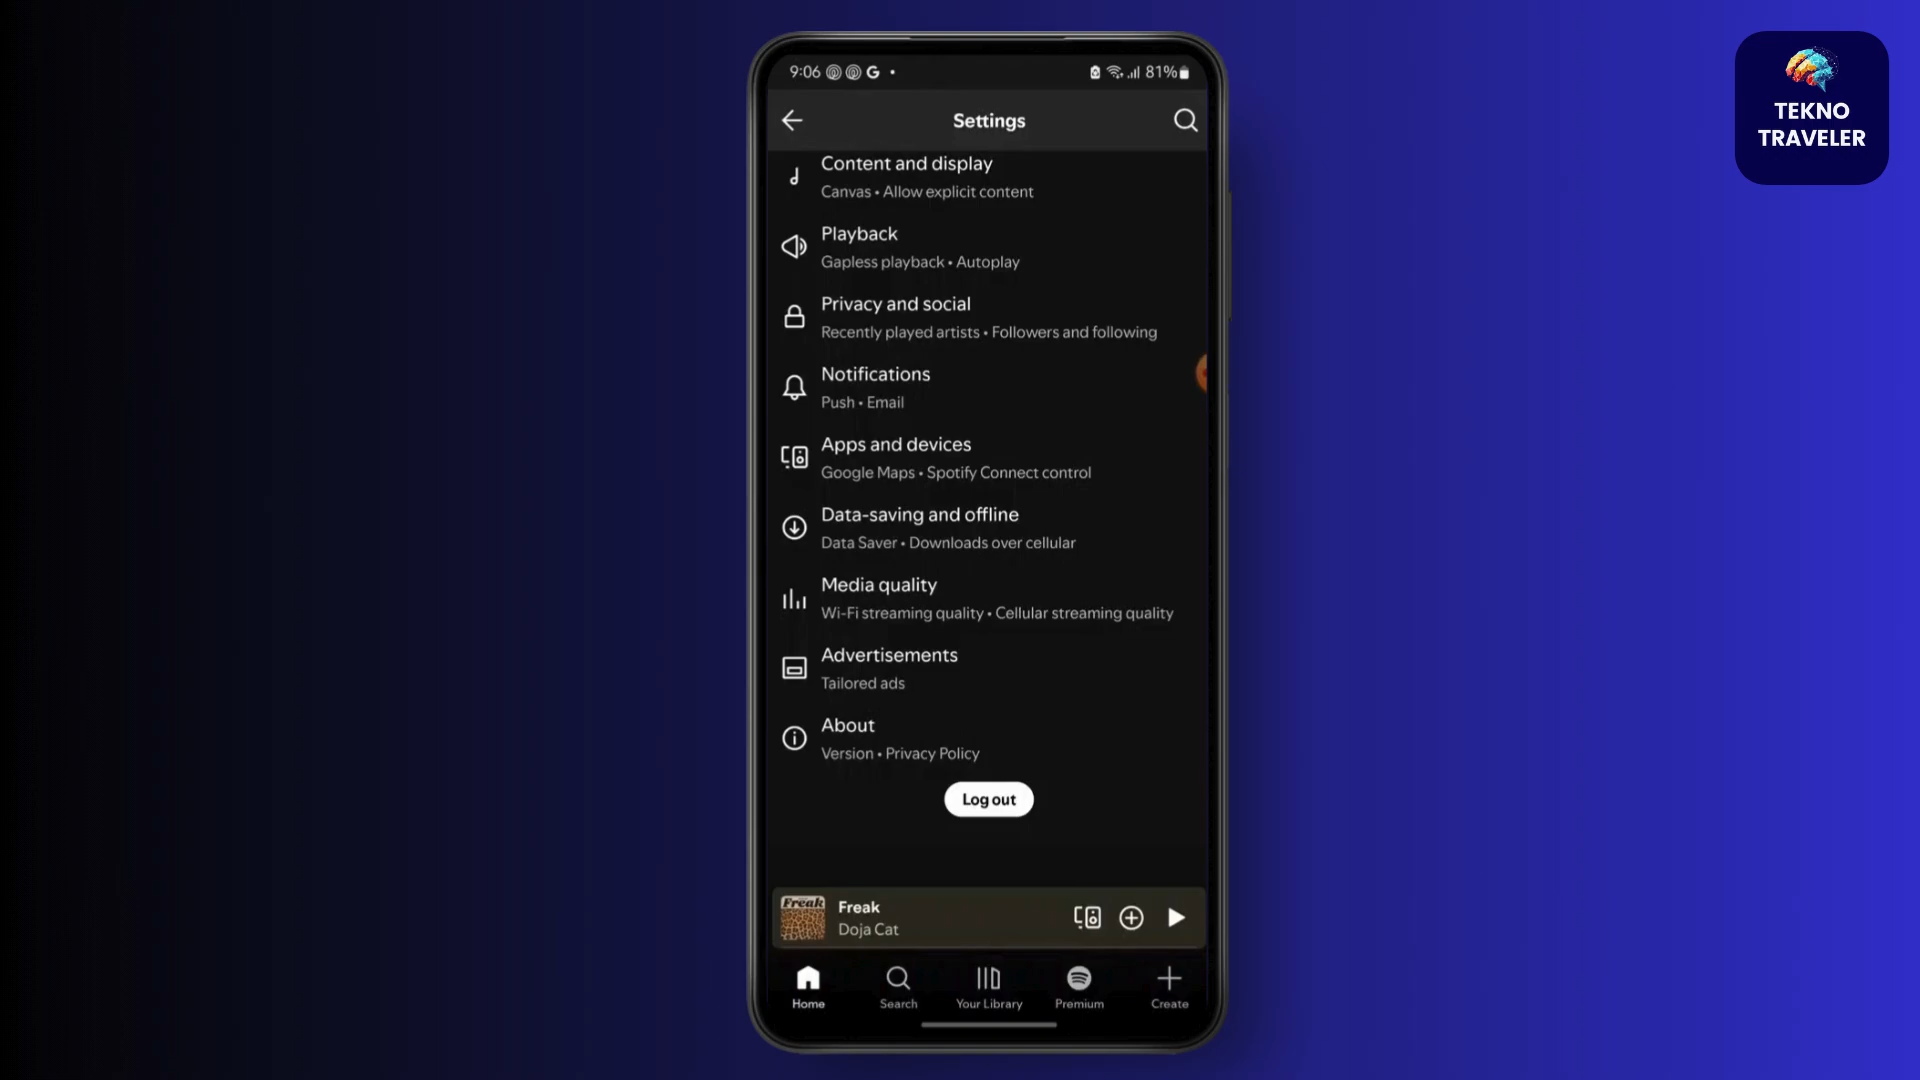 9:06 G 81%
TEKNO
TRAVELER
Settings
Content and display
Canvas • Allow explicit content
Playback
Gapless playback • Autoplay
Privacy and social
Recently played artists • Followers and following
Notifications
Push • Email
Apps and devices
Google Maps • Spotify Connect control
Data-saving and offline
Data Saver • Downloads over cellular
Media quality
Wi-Fi streaming quality • Cellular streaming quality
Advertisements
Tailored ads
About
Version • Privacy Policy
Log out
Freak
Freak
Doja Cat
Home Search Your Library Premium Create